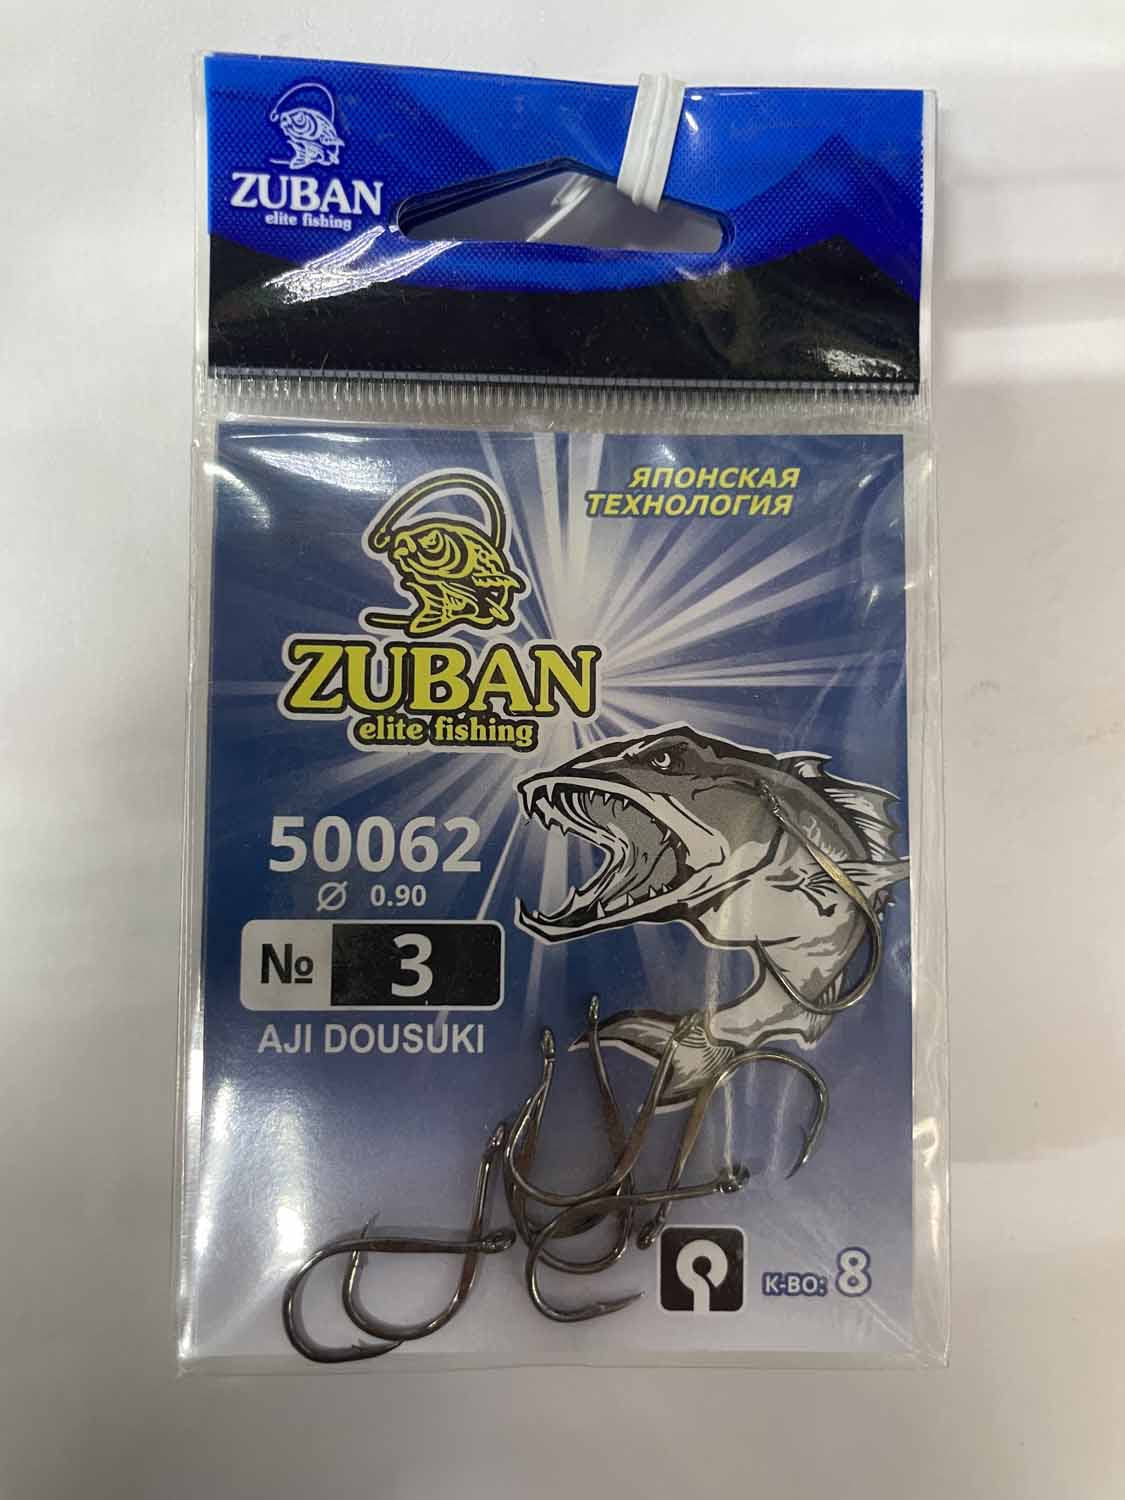 ZUBAN
elite fishing
ЯПОНСКАЯ
ТЕХНОЛОГИЯ
ZUBAN
elite fishing
50062
Ø 0.90
№ 3
AJI DOUSUKI
К-ВО: 8